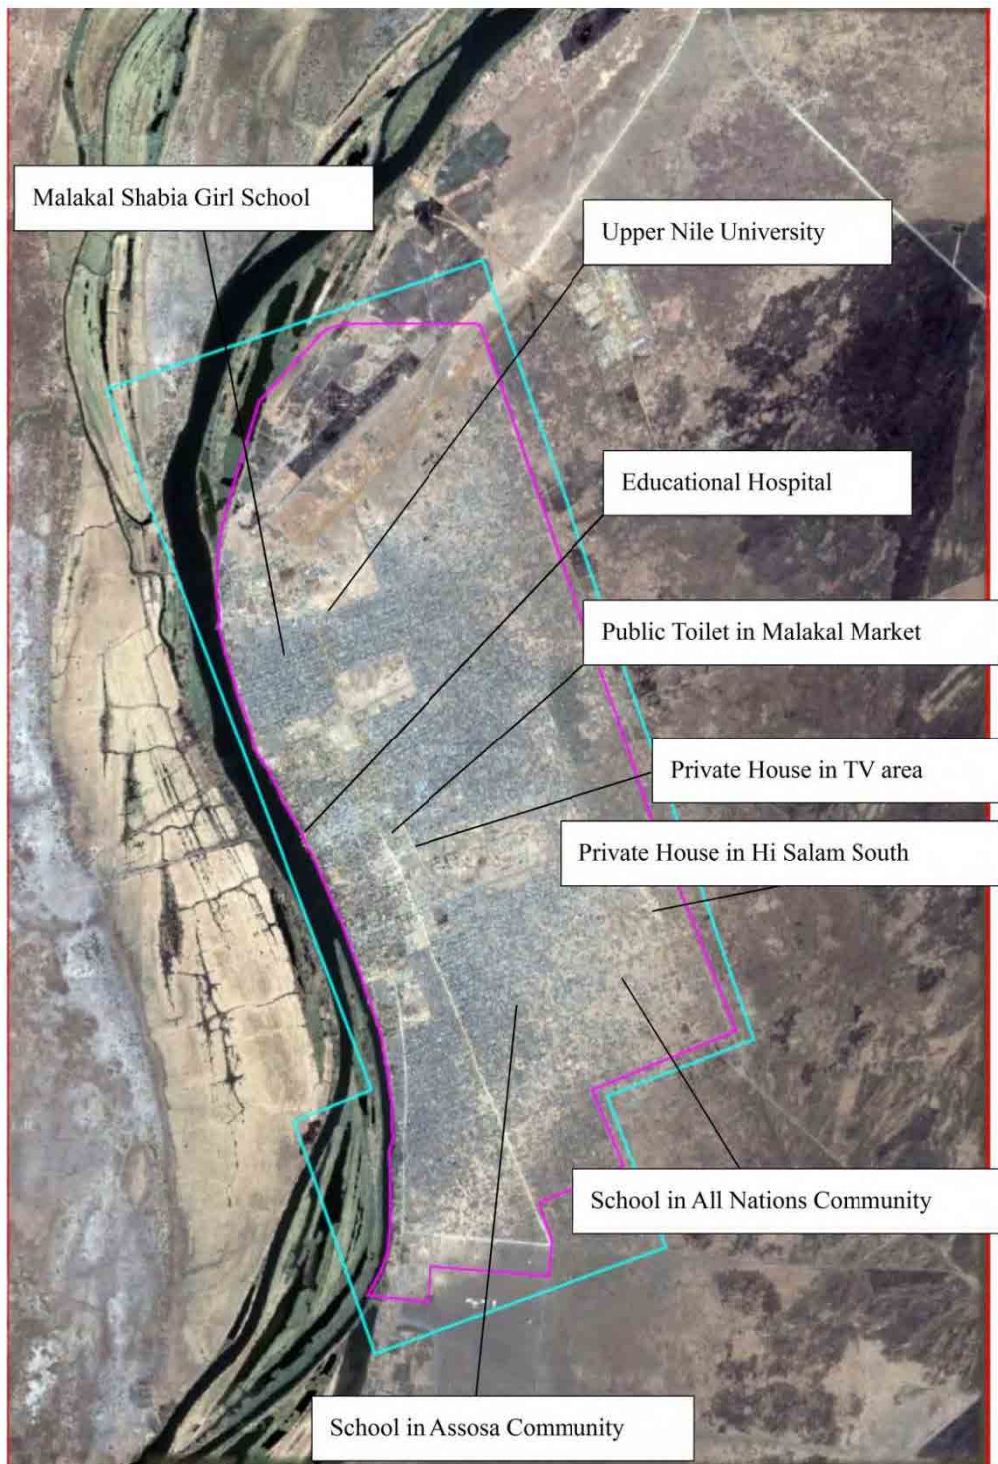 Malakal Shabia Girl School
Upper Nile University
Educational Hospital
Public Toilet in Malakal Market
Private House in TV area
Private House in Hi Salam South
School in All Nations Community
School in Assosa Community